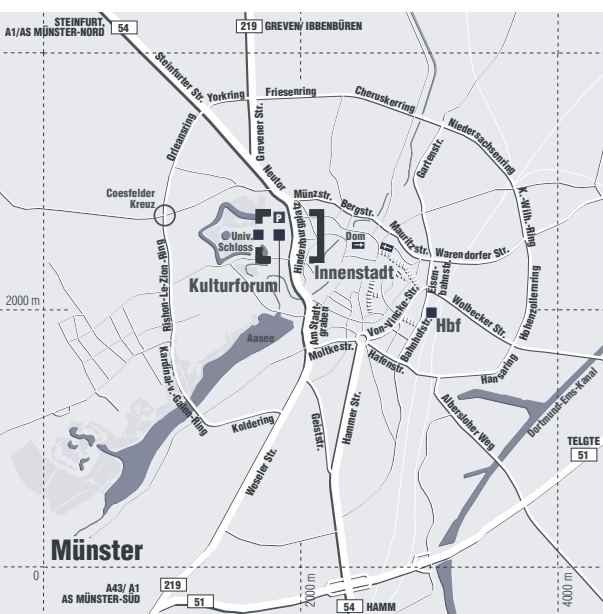 STEINFURT,
A1/AS MÜNSTER-NORD
54
219
GREVEN/ IBBENBÜREN
Steinfurter Str.
Yorkring
Friesenring
Cheruskerring
Niedersachsenring
Orleansring
Grevener Str.
Gartenstr.
Neutor
Coesfelder
Kreuz
Münzstr.
Bergstr.
K.-Wilh.-Ring
P
Univ.
Schloss
Hindenburgplatz
Dom
Mauritzstr.
Warendorfer Str.
Kulturforum
Innenstadt
Eisen-
bahnstr.
Rishon-Le-Zion-Ring
2000 m
Am Stadt-
graben
Von-Vincke-Str.
Wolbecker Str.
Hohenzollernring
Hbf
Bahnhofstr.
Aasee
Moltkestr.
Hafenstr.
Hansaring
Kardinal-v.-Galen-Ring
Koldering
Geiststr.
Hammer Str.
Albersloher Weg
Dortmund-Ems-Kanal
TELGTE
51
Weseler Str.
Münster
0
A43/ A1
AS MÜNSTER-SÜD
219
51
2000 m
54
HAMM
4000 m